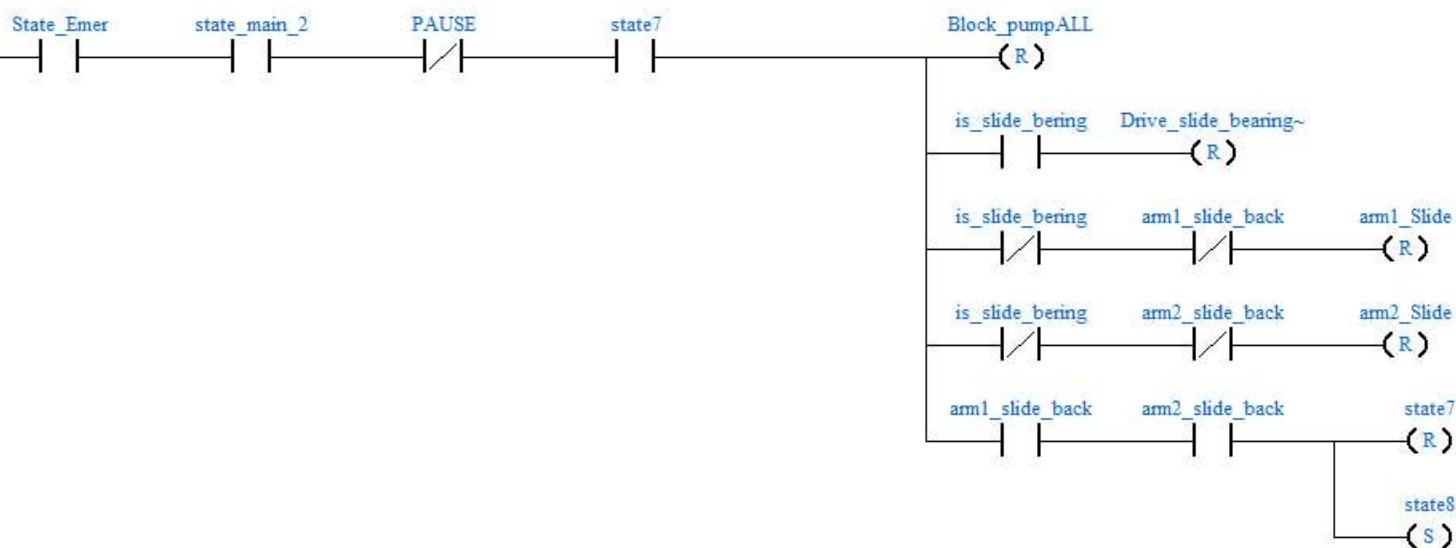 State_Emer state_main_2 PAUSE state7 Block_pumpALL
R
is_slide_bering Drive_slide_bearing~
R
is_slide_bering arm1_slide_back arm1_Slide
R
is_slide_bering arm2_slide_back arm2_Slide
R
arm1_slide_back arm2_slide_back state7
R
state8
S